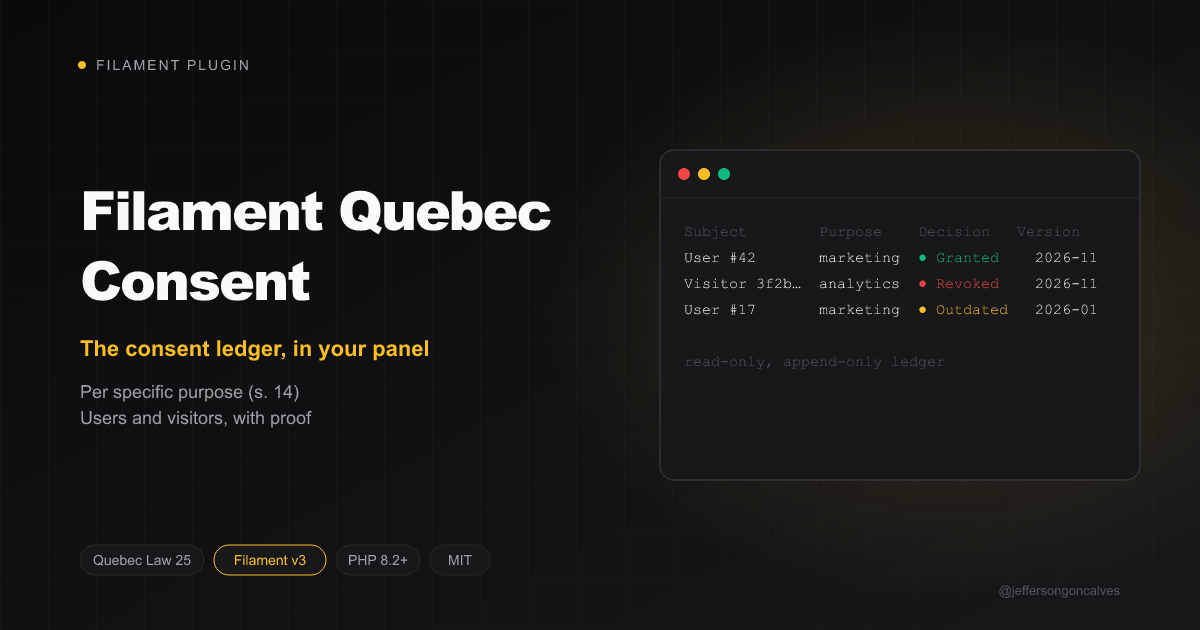 FILAMENT PLUGIN
Filament Quebec
Consent
The consent ledger, in your panel
Per specific purpose (s. 14)
Users and visitors, with proof
Subject Purpose Decision Version
User #42 marketing ● Granted 2026-11
Visitor 3f2b… analytics ● Revoked 2026-11
User #17 marketing ● Outdated 2026-01
read-only, append-only ledger
Quebec Law 25 Filament v3 PHP 8.2+ MIT
@jeffersongoncalves